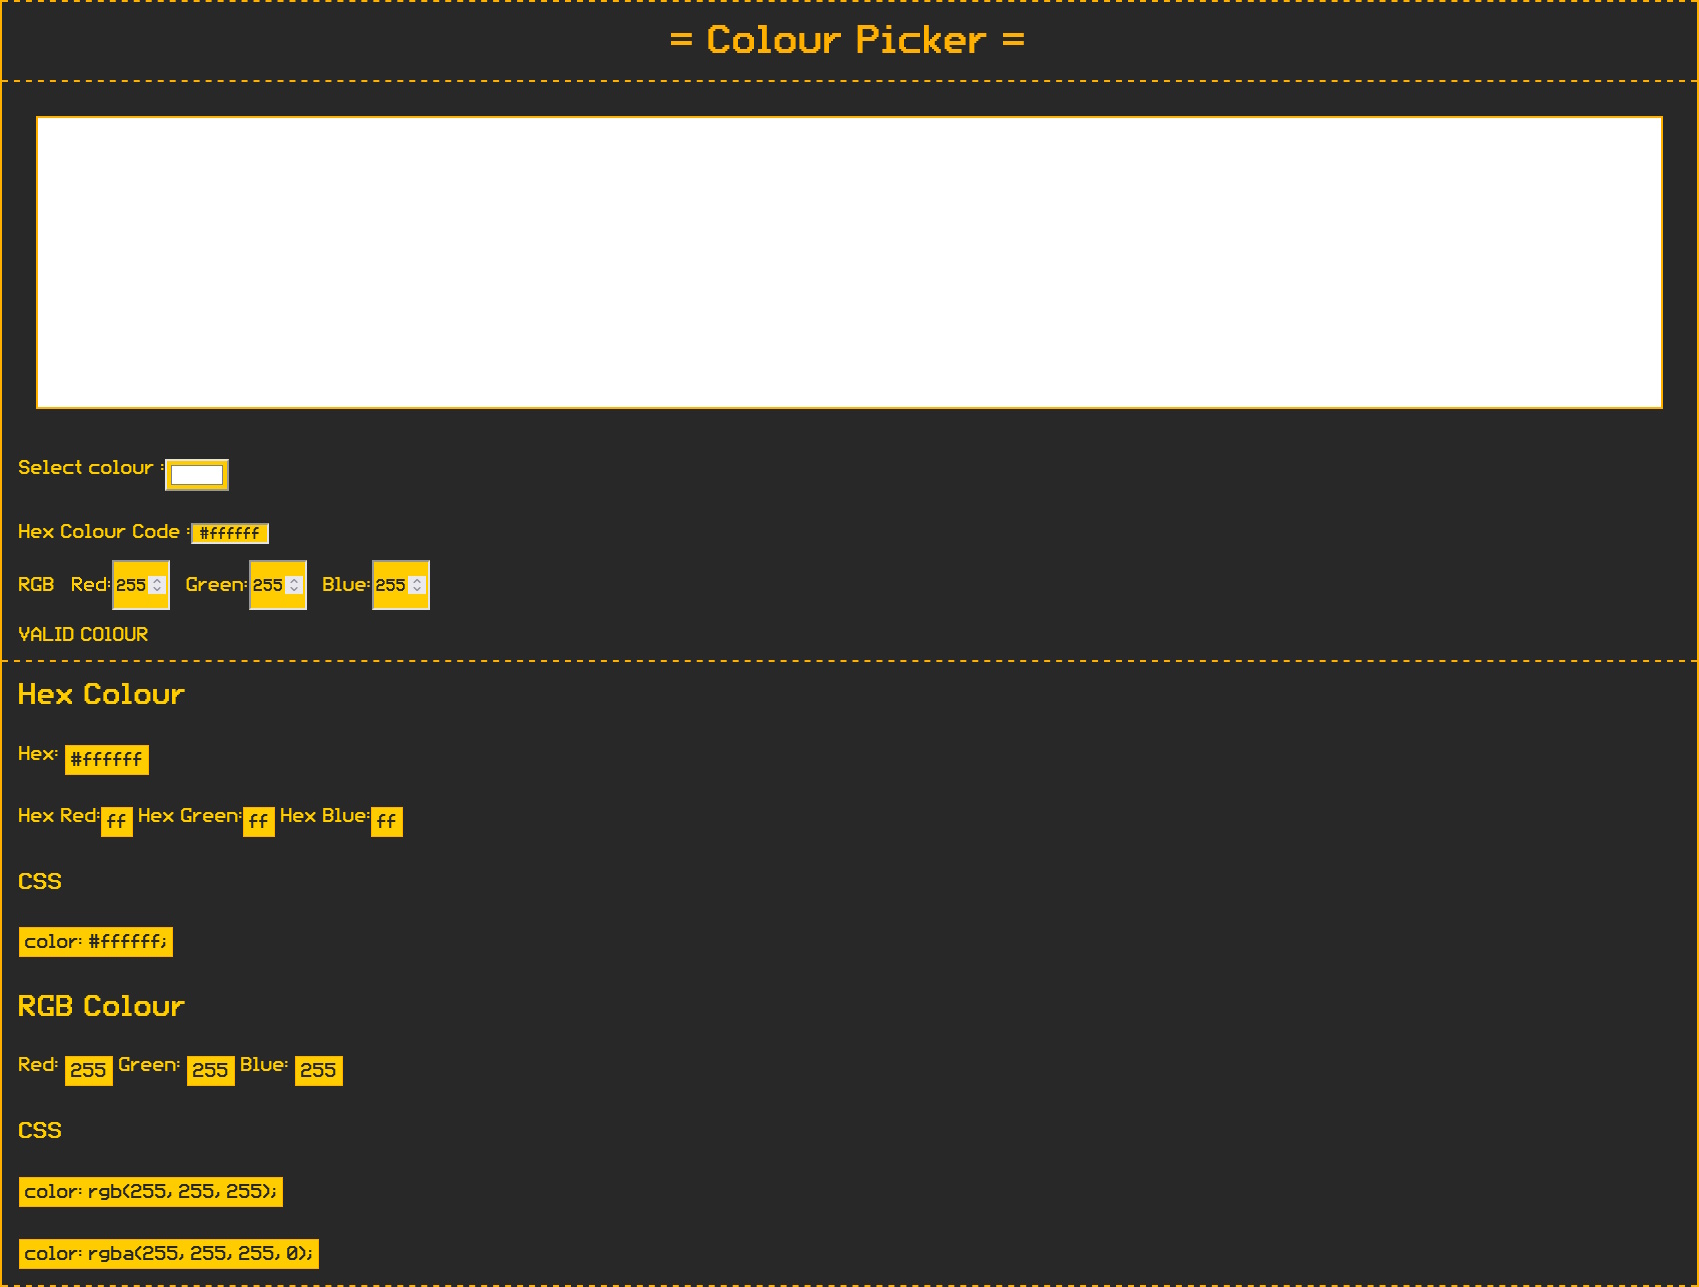 = Colour Picker =
Select colour :
Hex Colour Code : #ffffff
RGB Red: 255 Green: 255 Blue: 255
VALID COlOUR
Hex Colour
Hex: #ffffff
Hex Red: ff Hex Green: ff Hex Blue: ff
CSS
color: #ffffff;
RGB Colour
Red: 255 Green: 255 Blue: 255
CSS
color: rgb(255, 255, 255);
color: rgba(255, 255, 255, 0);